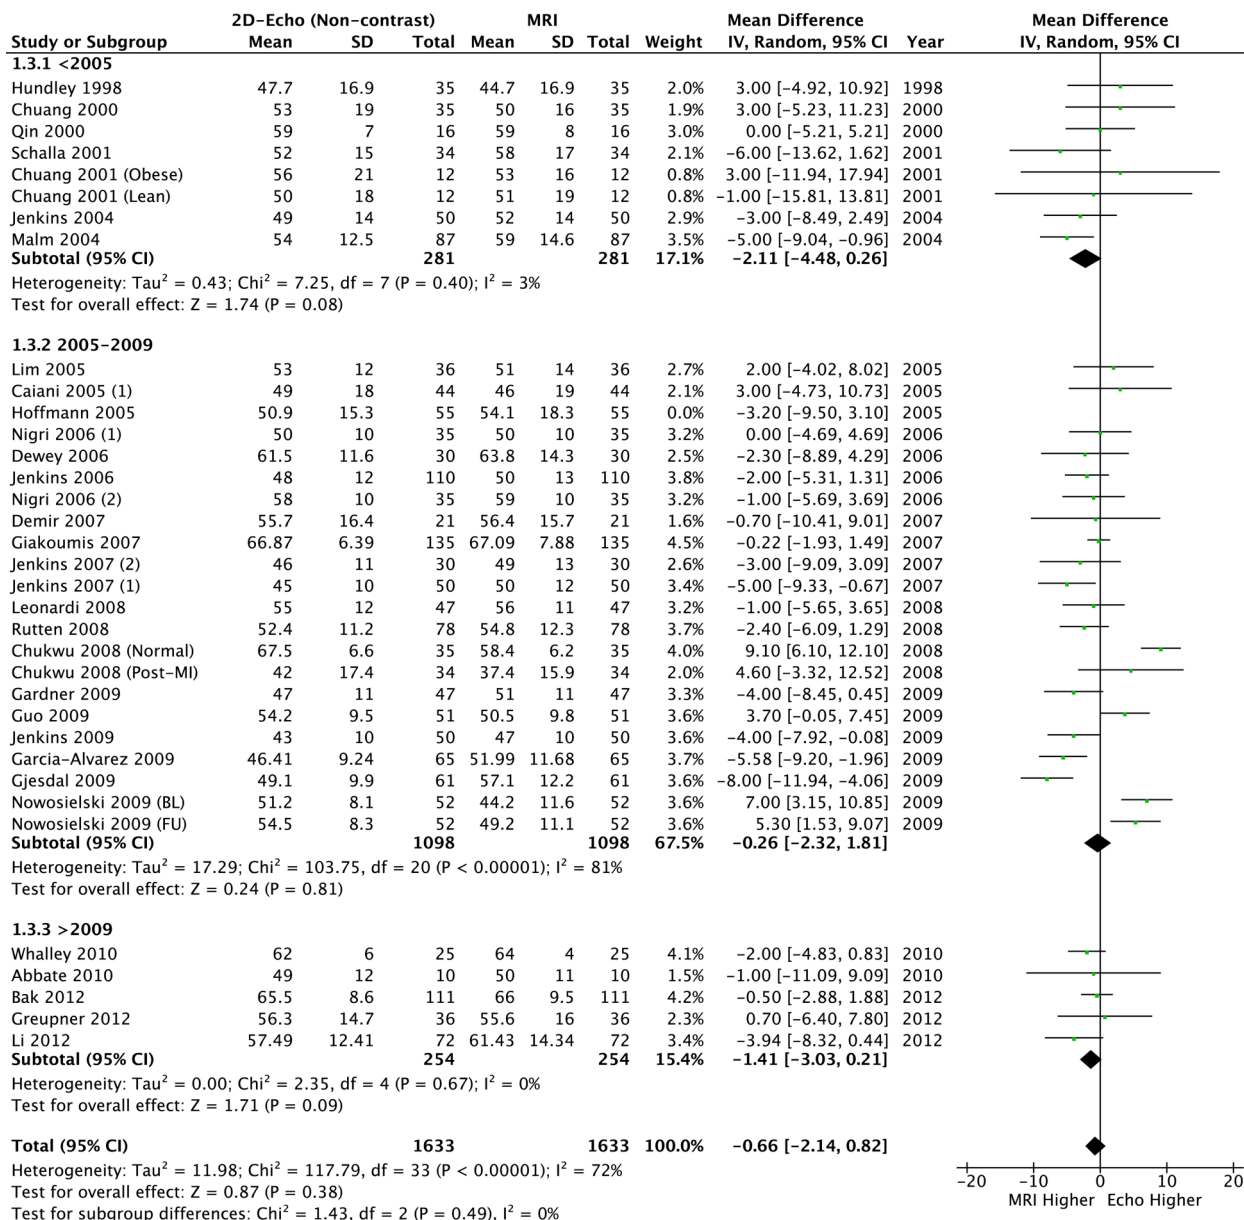 2D-Echo (Non-contrast) MRI Mean Difference Mean Difference
Study or Subgroup Mean SD Total Mean SD Total Weight IV, Random, 95% CI Year IV, Random, 95% CI
1.3.1 <2005
Hundley 1998 47.7 16.9 35 44.7 16.9 35 2.0% 3.00 [-4.92, 10.92] 1998
Chuang 2000 53 19 35 50 16 35 1.9% 3.00 [-5.23, 11.23] 2000
Qin 2000 59 7 16 59 8 16 3.0% 0.00 [-5.21, 5.21] 2000
Schalla 2001 52 15 34 58 17 34 2.1% -6.00 [-13.62, 1.62] 2001
Chuang 2001 (Obese) 56 21 12 53 16 12 0.8% 3.00 [-11.94, 17.94] 2001
Chuang 2001 (Lean) 50 18 12 51 19 12 0.8% -1.00 [-15.81, 13.81] 2001
Jenkins 2004 49 14 50 52 14 50 2.9% -3.00 [-8.49, 2.49] 2004
Malm 2004 54 12.5 87 59 14.6 87 3.5% -5.00 [-9.04, -0.96] 2004
Subtotal (95% CI) 281 281 17.1% -2.11 [-4.48, 0.26]
Heterogeneity: Tau² = 0.43; Chi² = 7.25, df = 7 (P = 0.40); I² = 3%
Test for overall effect: Z = 1.74 (P = 0.08)
1.3.2 2005-2009
Lim 2005 53 12 36 51 14 36 2.7% 2.00 [-4.02, 8.02] 2005
Caiani 2005 (1) 49 18 44 46 19 44 2.1% 3.00 [-4.73, 10.73] 2005
Hoffmann 2005 50.9 15.3 55 54.1 18.3 55 0.0% -3.20 [-9.50, 3.10] 2005
Nigri 2006 (1) 50 10 35 50 10 35 3.2% 0.00 [-4.69, 4.69] 2006
Dewey 2006 61.5 11.6 30 63.8 14.3 30 2.5% -2.30 [-8.89, 4.29] 2006
Jenkins 2006 48 12 110 50 13 110 3.8% -2.00 [-5.31, 1.31] 2006
Nigri 2006 (2) 58 10 35 59 10 35 3.2% -1.00 [-5.69, 3.69] 2006
Demir 2007 55.7 16.4 21 56.4 15.7 21 1.6% -0.70 [-10.41, 9.01] 2007
Giakoumis 2007 66.87 6.39 135 67.09 7.88 135 4.5% -0.22 [-1.93, 1.49] 2007
Jenkins 2007 (2) 46 11 30 49 13 30 2.6% -3.00 [-9.09, 3.09] 2007
Jenkins 2007 (1) 45 10 50 50 12 50 3.4% -5.00 [-9.33, -0.67] 2007
Leonardi 2008 55 12 47 56 11 47 3.2% -1.00 [-5.65, 3.65] 2008
Rutten 2008 52.4 11.2 78 54.8 12.3 78 3.7% -2.40 [-6.09, 1.29] 2008
Chukwu 2008 (Normal) 67.5 6.6 35 58.4 6.2 35 4.0% 9.10 [6.10, 12.10] 2008
Chukwu 2008 (Post-MI) 42 17.4 34 37.4 15.9 34 2.0% 4.60 [-3.32, 12.52] 2008
Gardner 2009 47 11 47 51 11 47 3.3% -4.00 [-8.45, 0.45] 2009
Guo 2009 54.2 9.5 51 50.5 9.8 51 3.6% 3.70 [-0.05, 7.45] 2009
Jenkins 2009 43 10 50 47 10 50 3.6% -4.00 [-7.92, -0.08] 2009
Garcia-Alvarez 2009 46.41 9.24 65 51.99 11.68 65 3.7% -5.58 [-9.20, -1.96] 2009
Gjesdal 2009 49.1 9.9 61 57.1 12.2 61 3.6% -8.00 [-11.94, -4.06] 2009
Nowosielski 2009 (BL) 51.2 8.1 52 44.2 11.6 52 3.6% 7.00 [3.15, 10.85] 2009
Nowosielski 2009 (FU) 54.5 8.3 52 49.2 11.1 52 3.6% 5.30 [1.53, 9.07] 2009
Subtotal (95% CI) 1098 1098 67.5% -0.26 [-2.32, 1.81]
Heterogeneity: Tau² = 17.29; Chi² = 103.75, df = 20 (P < 0.00001); I² = 81%
Test for overall effect: Z = 0.24 (P = 0.81)
1.3.3 >2009
Whalley 2010 62 6 25 64 4 25 4.1% -2.00 [-4.83, 0.83] 2010
Abbate 2010 49 12 10 50 11 10 1.5% -1.00 [-11.09, 9.09] 2010
Bak 2012 65.5 8.6 111 66 9.5 111 4.2% -0.50 [-2.88, 1.88] 2012
Greupner 2012 56.3 14.7 36 55.6 16 36 2.3% 0.70 [-6.40, 7.80] 2012
Li 2012 57.49 12.41 72 61.43 14.34 72 3.4% -3.94 [-8.32, 0.44] 2012
Subtotal (95% CI) 254 254 15.4% -1.41 [-3.03, 0.21]
Heterogeneity: Tau² = 0.00; Chi² = 2.35, df = 4 (P = 0.67); I² = 0%
Test for overall effect: Z = 1.71 (P = 0.09)
Total (95% CI) 1633 1633 100.0% -0.66 [-2.14, 0.82]
Heterogeneity: Tau² = 11.98; Chi² = 117.79, df = 33 (P < 0.00001); I² = 72%
Test for overall effect: Z = 0.87 (P = 0.38)
Test for subgroup differences: Chi² = 1.43, df = 2 (P = 0.49), I² = 0%
-20 -10 0 10 20
MRI Higher Echo Higher